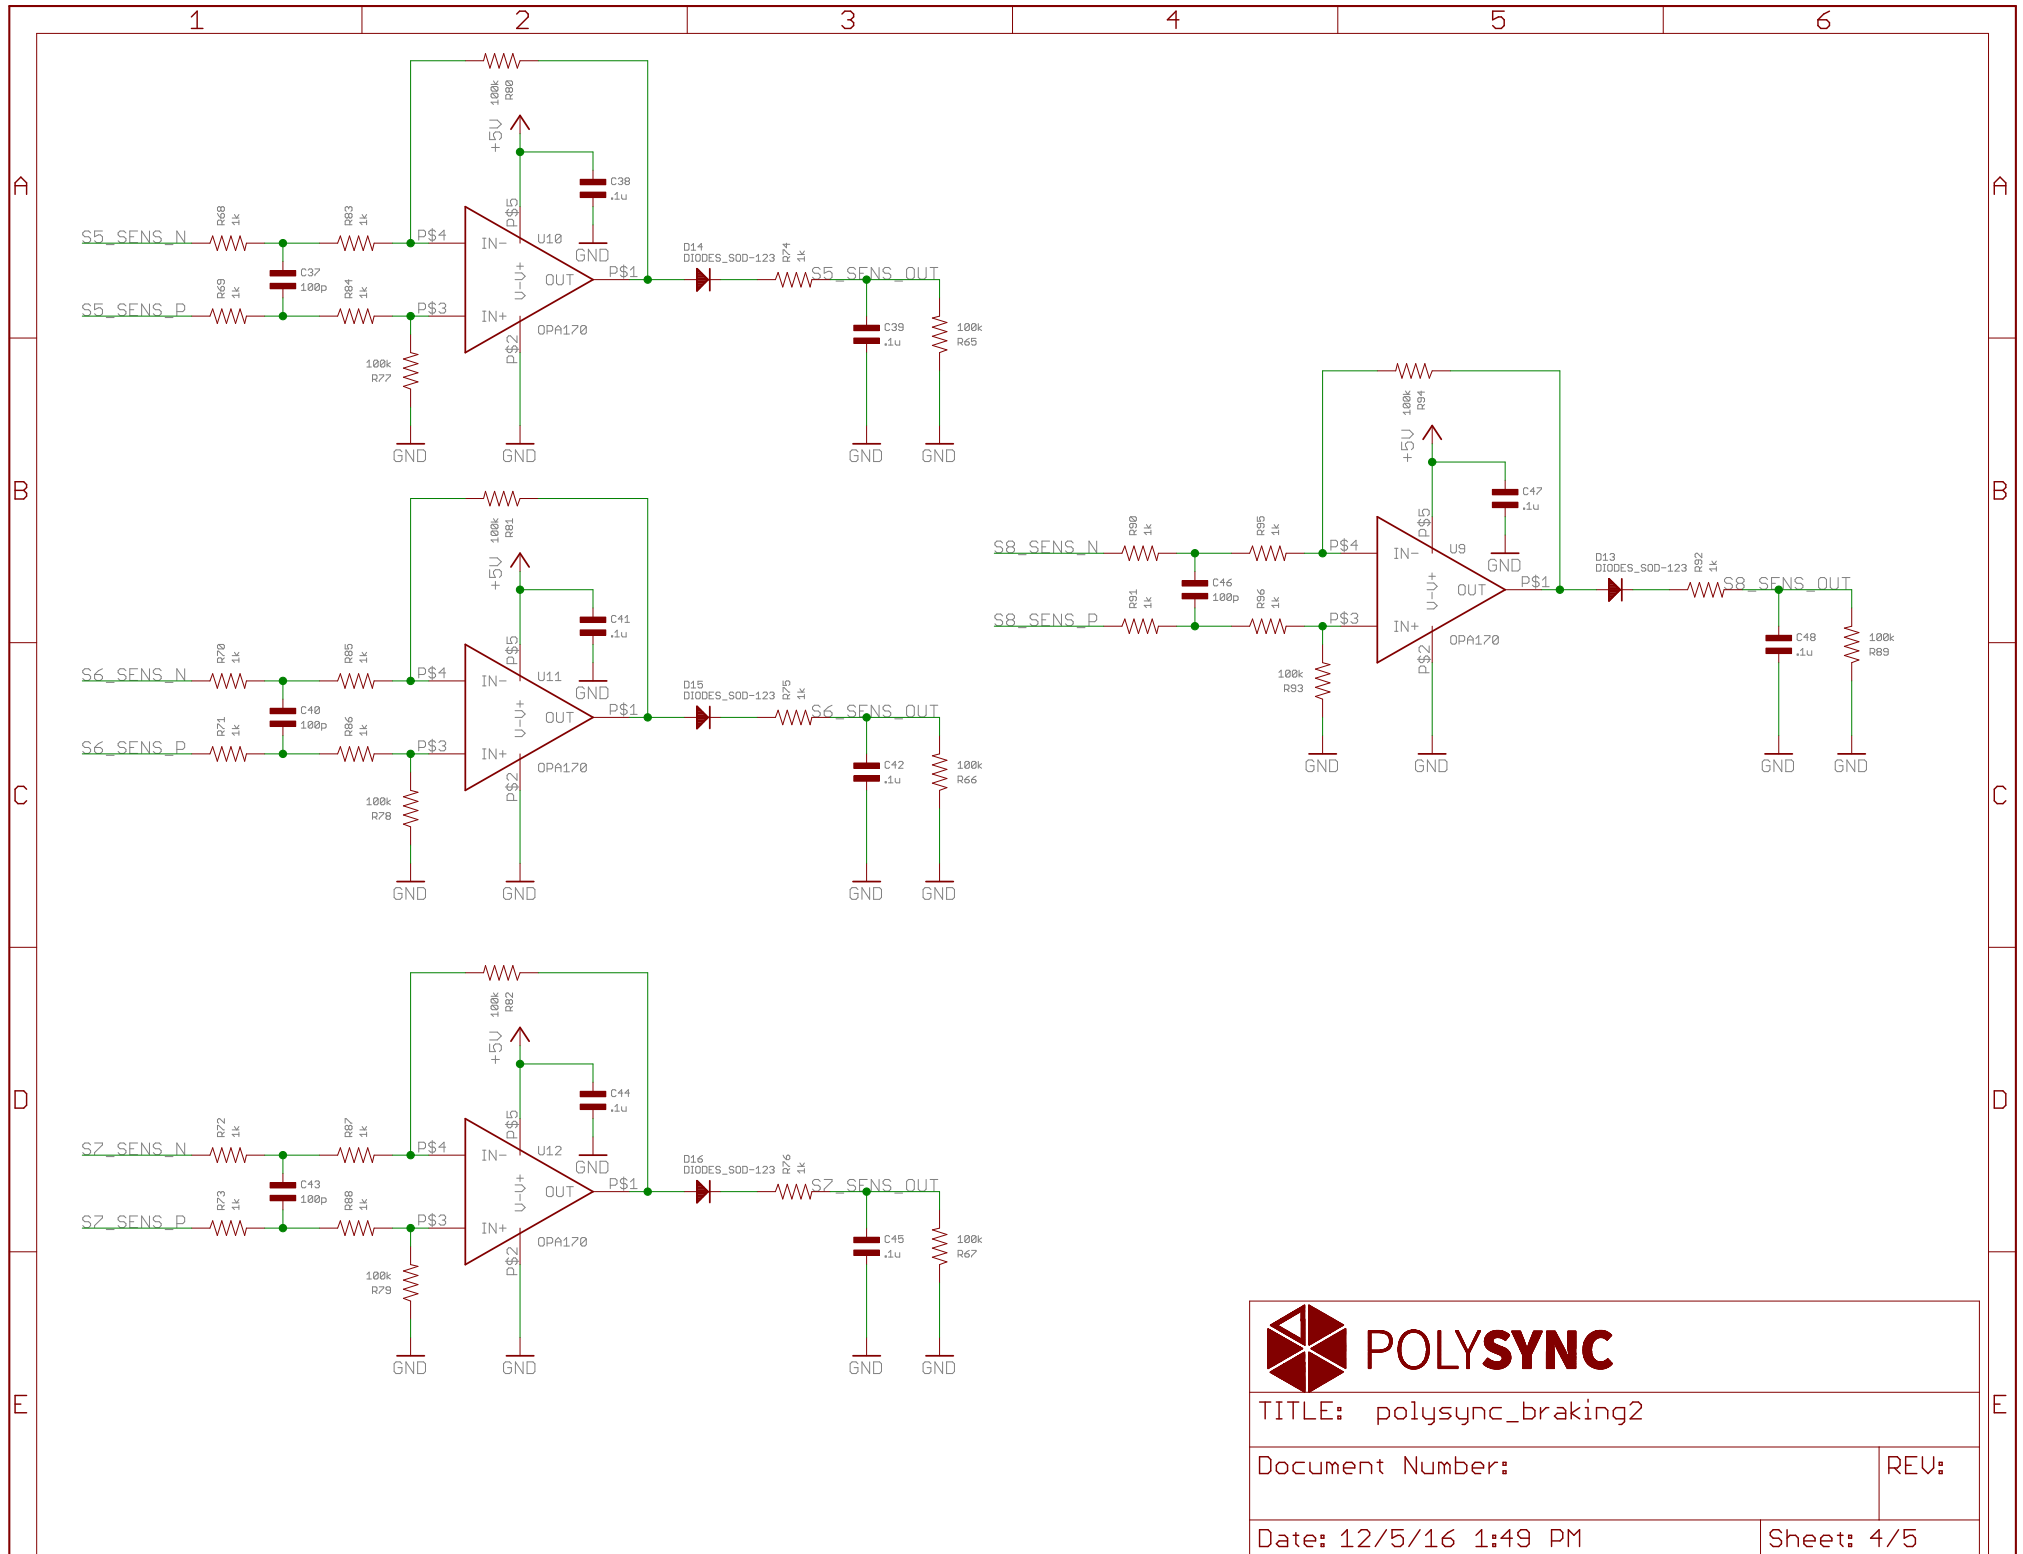 1 2 3 4 5 6
A A
B B
C C
D D
E E
100k
R80
+5V
C38
.1u
GND
S5_SENS_N
R68
1k
R83
1k
P$4
C37
100p
S5_SENS_P
R69
1k
R84
1k
P$3
P$5
U10
IN-
V-V+
OUT
IN+
OPA170
P$2
P$1
100k
R77
GND
GND
D14
DIODES_SOD-123
R74
1k
S5_SENS_OUT
C39
.1u
100k
R65
GND
GND
100k
R81
+5V
C41
.1u
GND
S6_SENS_N
R70
1k
R85
1k
P$4
C40
100p
S6_SENS_P
R71
1k
R86
1k
P$3
P$5
U11
IN-
V-V+
OUT
IN+
OPA170
P$2
P$1
100k
R78
GND
GND
D15
DIODES_SOD-123
R75
1k
S6_SENS_OUT
C42
.1u
100k
R66
GND
GND
100k
R82
+5V
C44
.1u
GND
S7_SENS_N
R72
1k
R87
1k
P$4
C43
100p
S7_SENS_P
R73
1k
R88
1k
P$3
P$5
U12
IN-
V-V+
OUT
IN+
OPA170
P$2
P$1
100k
R79
GND
GND
D16
DIODES_SOD-123
R76
1k
S7_SENS_OUT
C45
.1u
100k
R67
GND
GND
100k
R94
+5V
C47
.1u
GND
S8_SENS_N
R90
1k
R95
1k
P$4
C46
100p
S8_SENS_P
R91
1k
R96
1k
P$3
P$5
U9
IN-
V-V+
OUT
IN+
OPA170
P$2
P$1
100k
R93
GND
GND
D13
DIODES_SOD-123
R92
1k
S8_SENS_OUT
C48
.1u
100k
R89
GND
GND
POLYSYNC
TITLE: polysync_braking2
Document Number:
REV:
Date: 12/5/16 1:49 PM
Sheet: 4/5